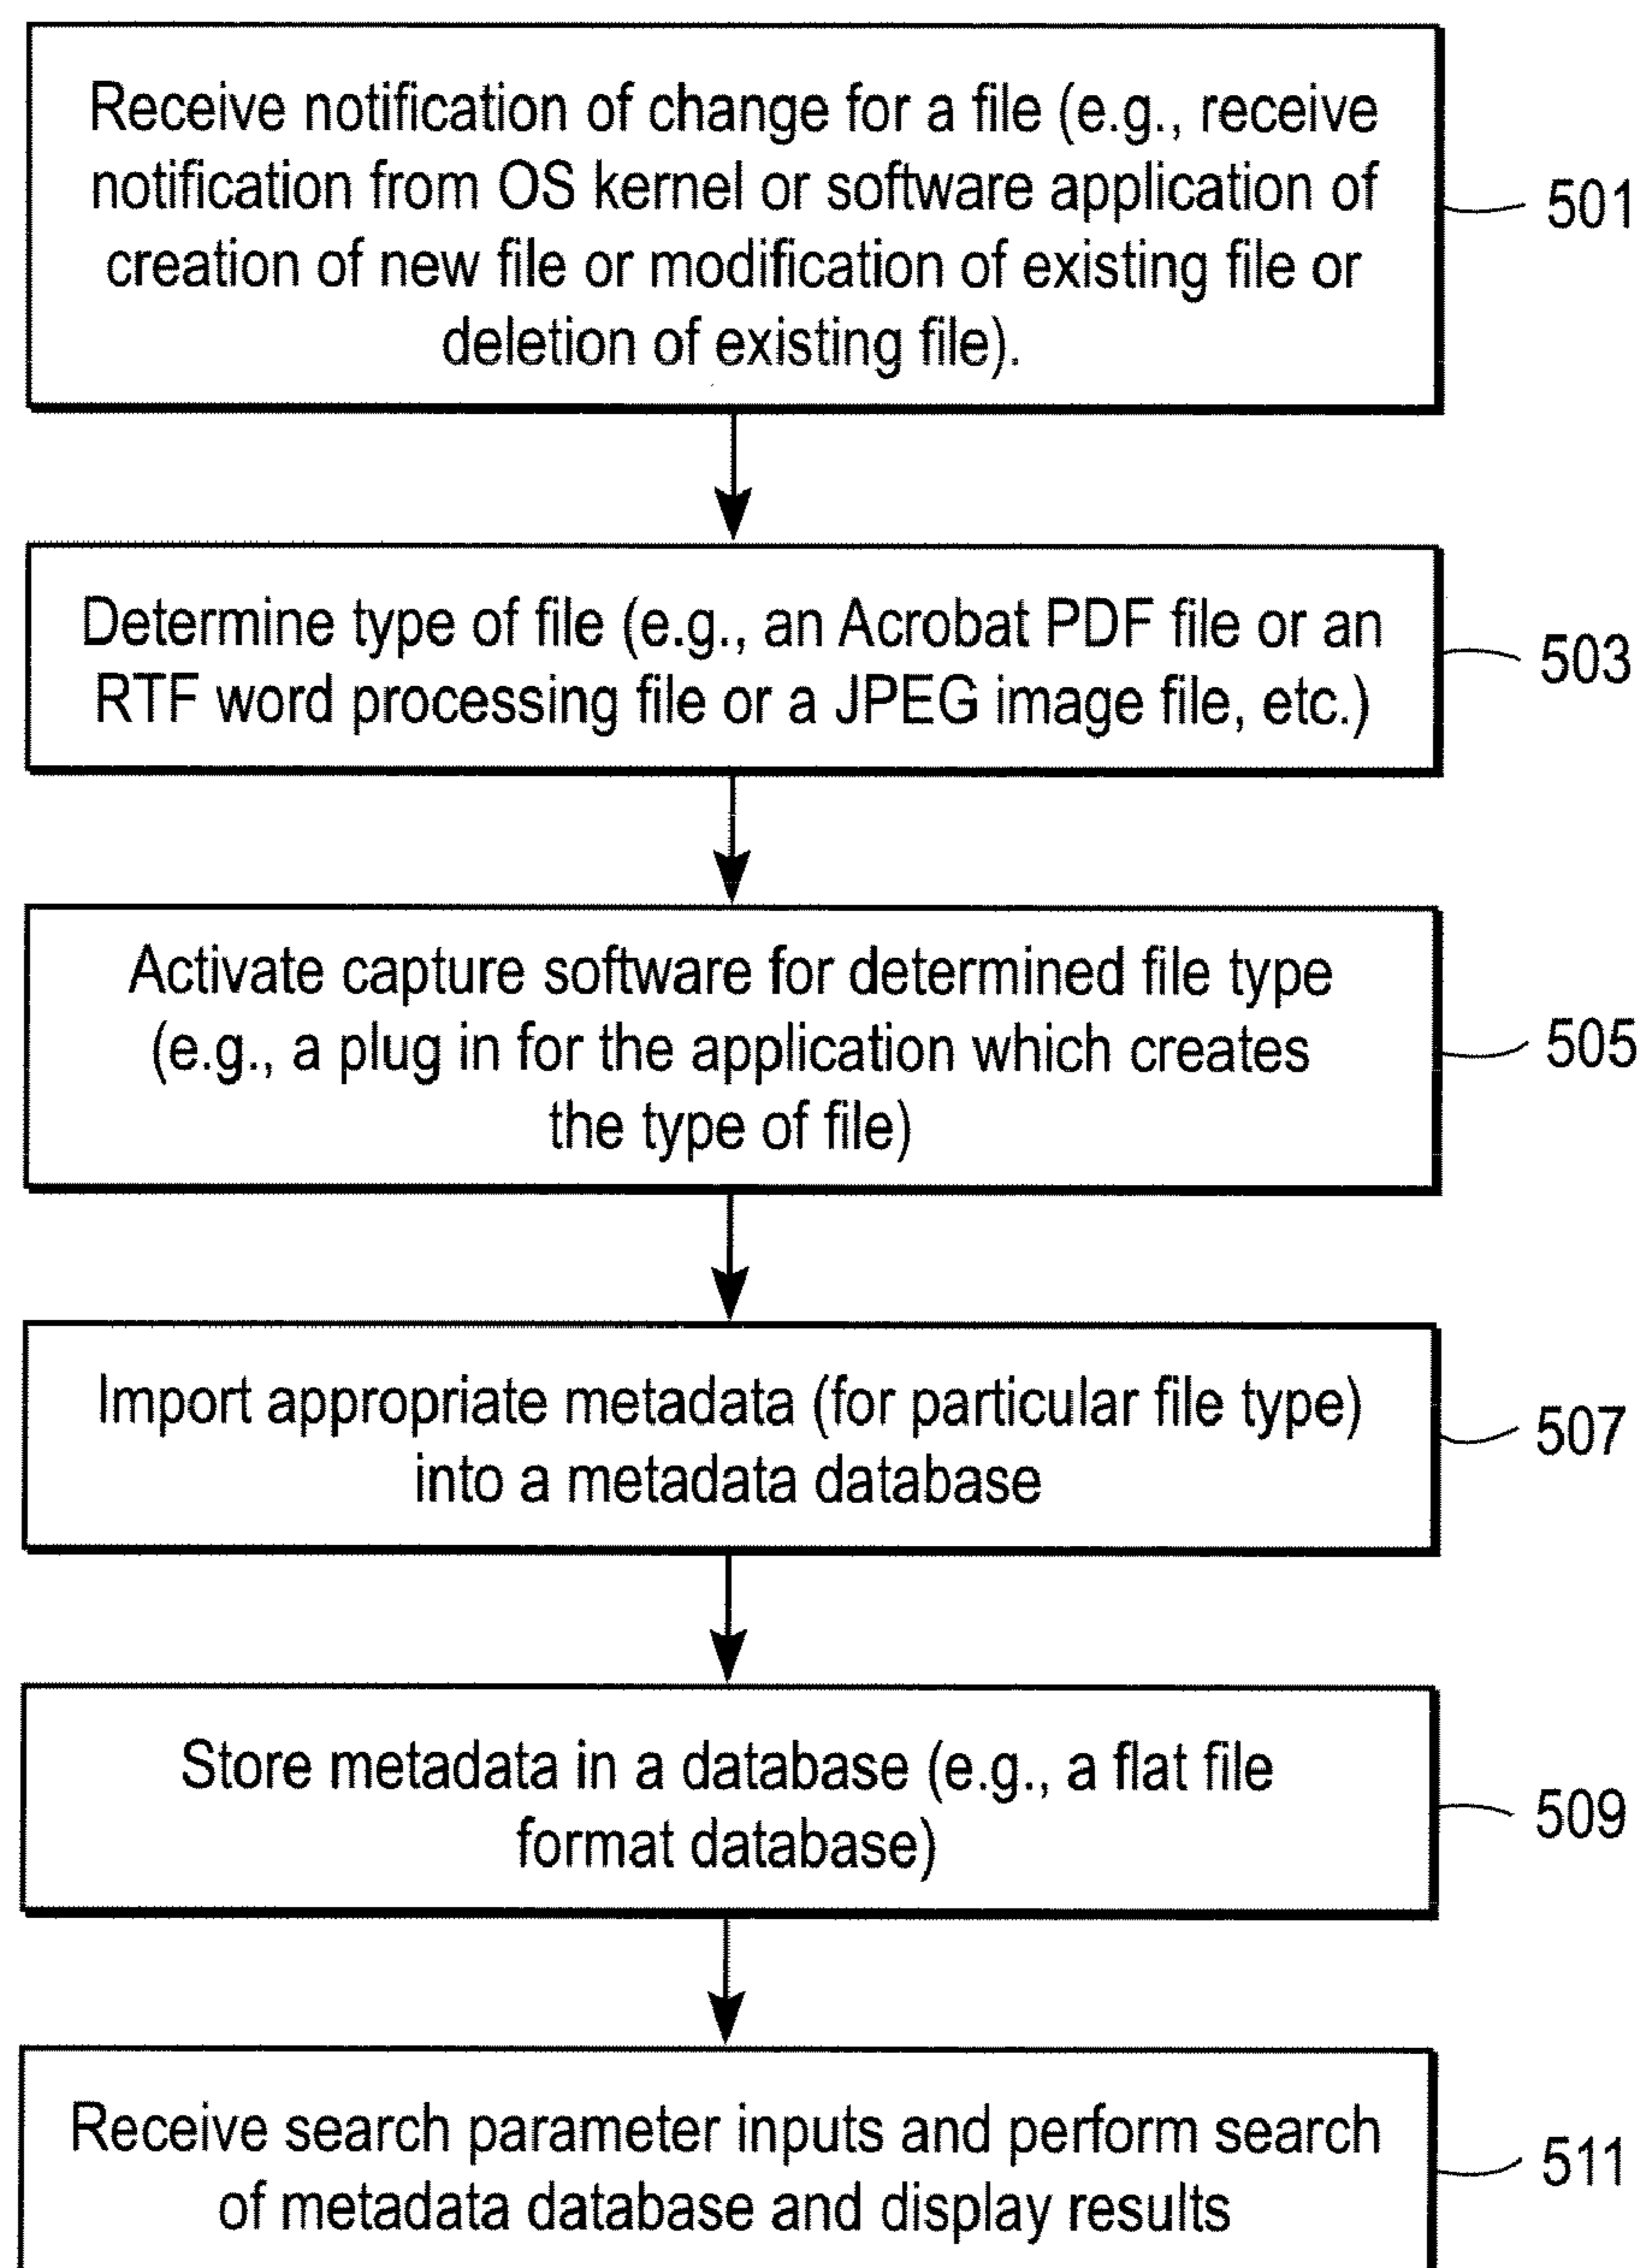 Receive notification of change for a file (e.g., receive
notification from OS kernel or software application of
creation of new file or modification of existing file or
deletion of existing file).
501
Determine type of file (e.g., an Acrobat PDF file or an
RTF word processing file or a JPEG image file, etc.)
503
Activate capture software for determined file type
(e.g., a plug in for the application which creates
the type of file)
505
Import appropriate metadata (for particular file type)
into a metadata database
507
Store metadata in a database (e.g., a flat file
format database)
509
Receive search parameter inputs and perform search
of metadata database and display results
511